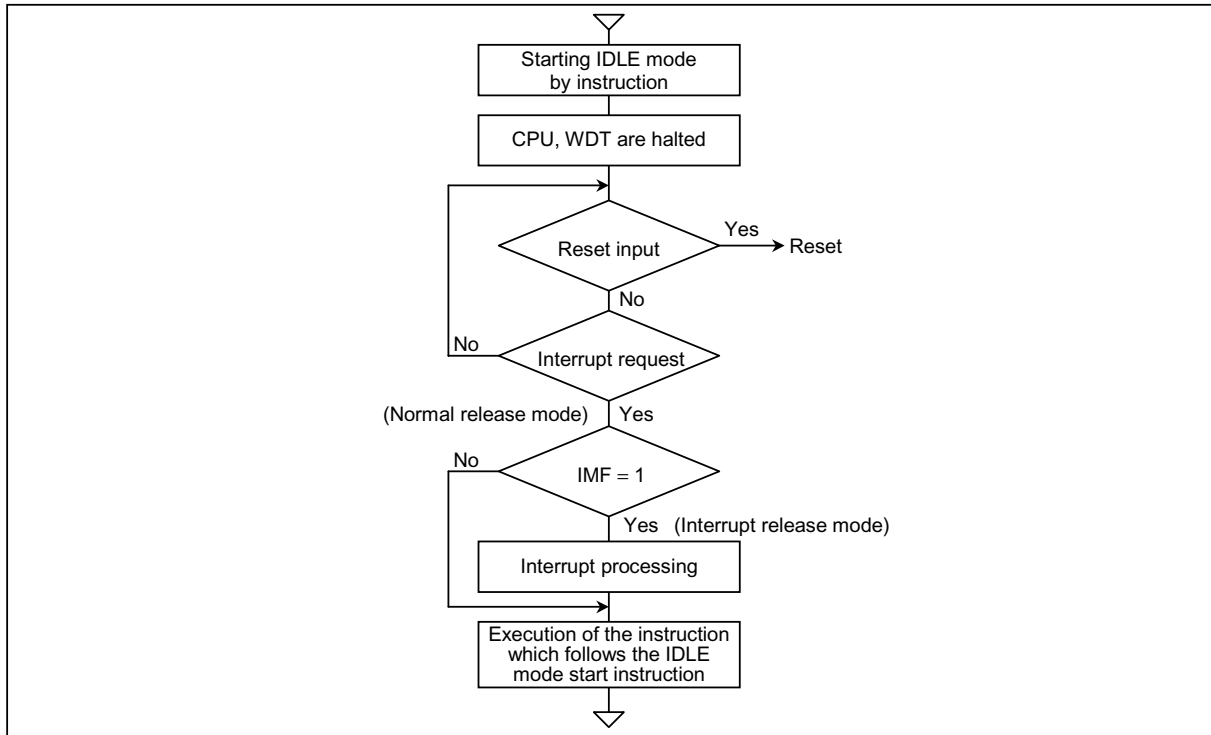 Starting IDLE mode
by instruction
CPU, WDT are halted
Yes
Reset input
Reset
No
No
Interrupt request
(Normal release mode)
Yes
No
IMF = 1
Yes (Interrupt release mode)
Interrupt processing
Execution of the instruction
which follows the IDLE
mode start instruction